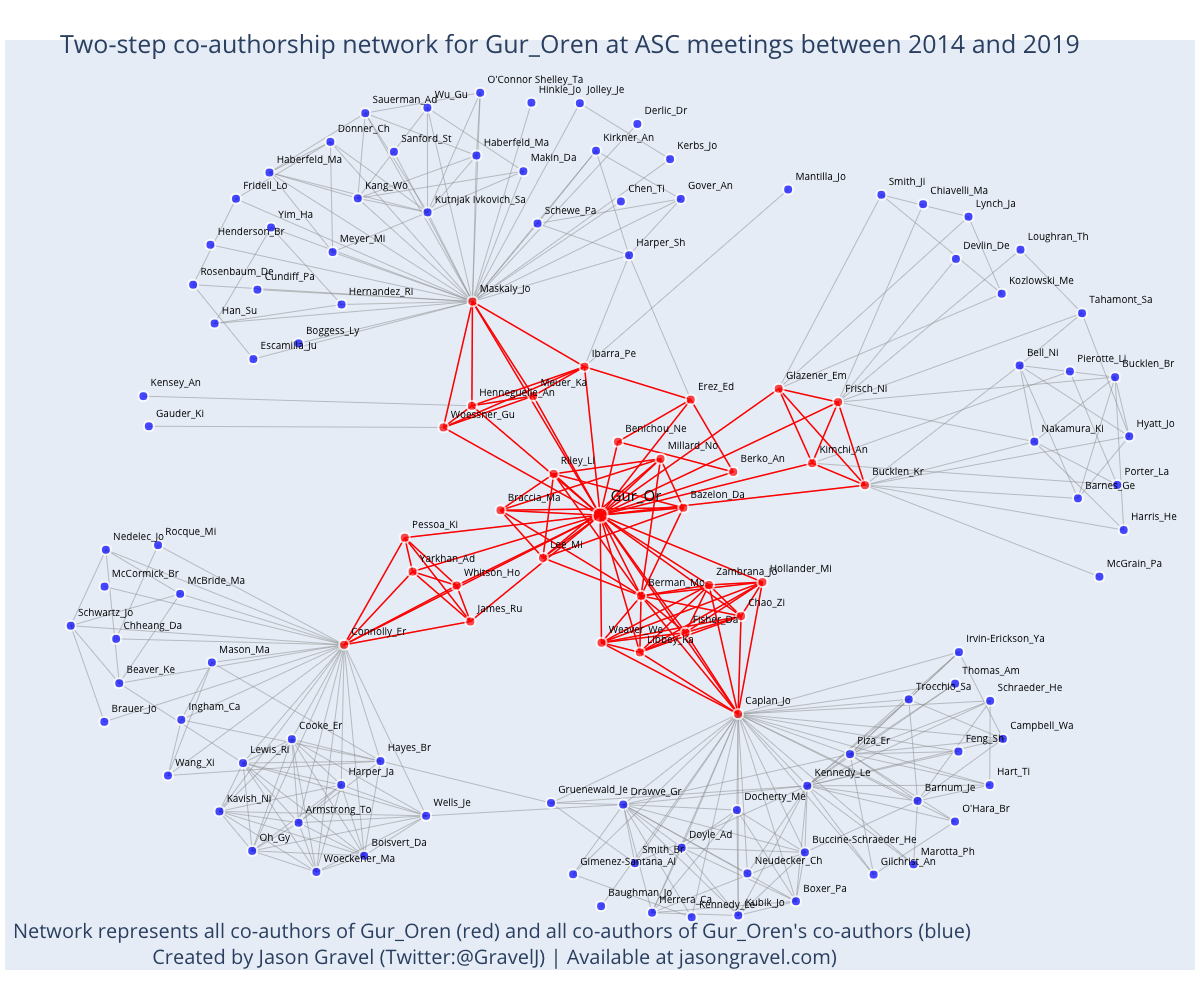 Two-step co-authorship network for Gur_Oren at ASC meetings between 2014 and 2019
O'Connor Shelley_Ta
Wu_Gu
Hinkle_Jo
Jolley_Je
Sauerman_Ad
Derlic_Dr
Donner_Ch
Sanford_St
Haberfeld_Ma
Kirkner_An
Kerbs_Jo
Haberfeld_Ma
Makin_Da
Mantilla_Jo
Fridell_Lo
Kang_Wo
Kutnjak Ivkovich_Sa
Chen_Ti
Gover_An
Smith_Ji
Chiavelli_Ma
Lynch_Ja
Yim_Ha
Schewe_Pa
Henderson_Br
Meyer_Mi
Harper_Sh
Devlin_De
Loughran_Th
Rosenbaum_De
Cundiff_Pa
Hernandez_Ri
Maskaly_Jo
Kozlowski_Me
Tahamont_Sa
Han_Su
Boggess_Ly
Escamilla_Ju
Ibarra_Pe
Bell_Ni
Pierotte_Li
Bucklen_Br
Kensey_An
Henneguelle_An
Meuer_Ka
Erez_Ed
Glazener_Em
Frisch_Ni
Gauder_Ki
Woessner_Gu
Benichou_Ne
Millard_No
Nakamura_Ki
Hyatt_Jo
Riley_Li
Berko_An
Kimchi_An
Bucklen_Kr
Porter_La
Barnes_Ge
Braccia_Ma
Gur_Or
Bazelon_Da
Harris_He
Pessoa_Ki
Nedelec_Jo
Rocque_Mi
Lee_Mi
McGrain_Pa
McCormick_Br
McBride_Ma
Yarkhan_Ad
Whitson_Ho
Berman_Mo
Zambrana_Jo
Hollander_Mi
Schwartz_Jo
Chheang_Da
James_Ru
Chao_Zi
Connolly_Er
Weaver_We
Fisher_Da
Libbey_Ka
Irvin-Erickson_Ya
Beaver_Ke
Mason_Ma
Thomas_Am
Trocchio_Sa
Schraeder_He
Brauer_Jo
Ingham_Ca
Caplan_Jo
Campbell_Wa
Cooke_Er
Piza_Er
Feng_Sh
Wang_Xi
Lewis_Ri
Hayes_Br
Harper_Ja
Kennedy_Le
Hart_Ti
Kavish_Ni
Armstrong_To
Wells_Je
Gruenewald_Je
Drawve_Gr
Docherty_Me
Barnum_Je
O'Hara_Br
Oh_Gy
Boisvert_Da
Woeckener_Ma
Smith_Br
Doyle_Ad
Buccine-Schraeder_He
Gimenez-Santana_Al
Neudecker_Ch
Gilchrist_An
Marotta_Ph
Baughman_Jo
Herrera_Ca
Kennedy_Le
Kubik_Jo
Boxer_Pa
Network represents all co-authors of Gur_Oren (red) and all co-authors of Gur_Oren's co-authors (blue)
Created by Jason Gravel (Twitter:@GravelJ) | Available at jasongravel.com)